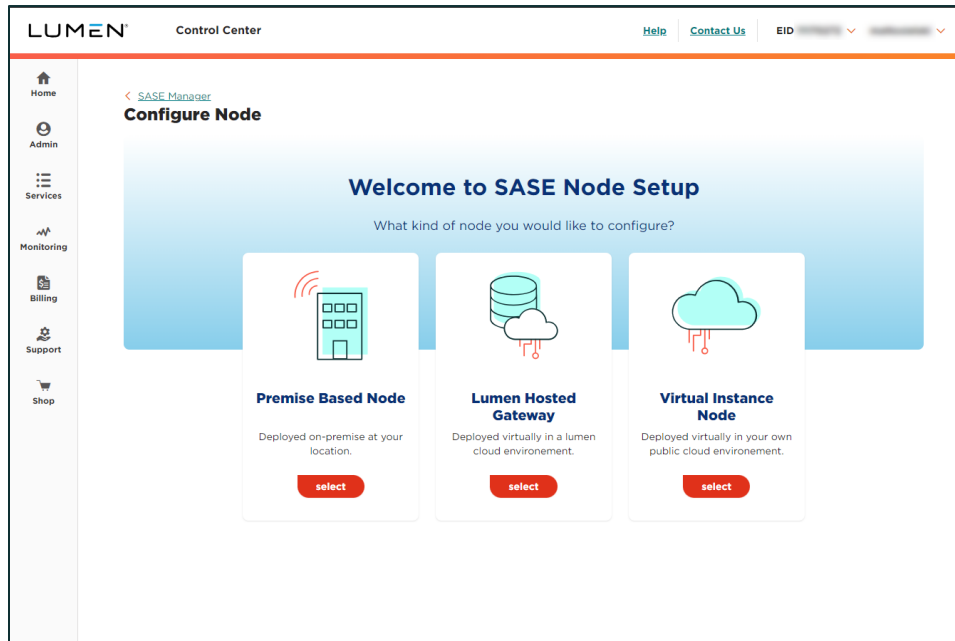 LUMEN®
Control Center
Help
Contact Us
EID
Home
Admin
Services
Monitoring
Billing
Support
Shop
SASE Manager
Configure Node
Welcome to SASE Node Setup
What kind of node you would like to configure?
Premise Based Node
Deployed on-premise at your
location.
select
Lumen Hosted
Gateway
Deployed virtually in a lumen
cloud environement.
select
Virtual Instance
Node
Deployed virtually in your own
public cloud environement.
select